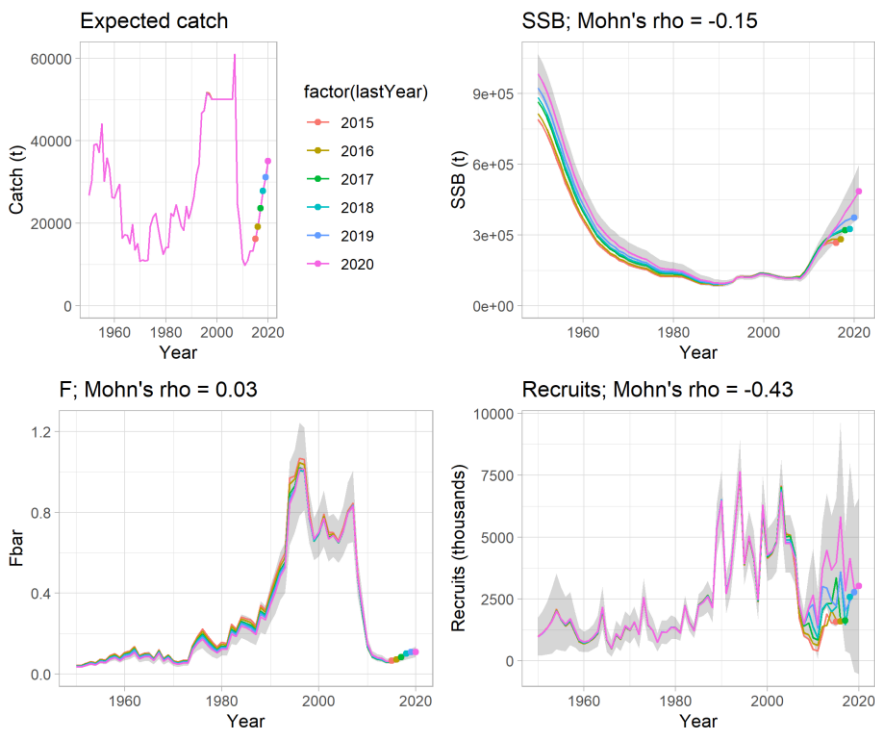 Expected catch
60000
40000
20000
0
Catch (t)
1960
1980
2000
2020
Year
factor(lastYear)
2015
2016
2017
2018
2019
2020
SSB; Mohn's rho = -0.15
9e+05
6e+05
3e+05
0e+00
SSB (t)
1960
1980
2000
2020
Year
F; Mohn's rho = 0.03
1.2
0.8
0.4
0.0
Fbar
1960
1980
2000
2020
Year
Recruits; Mohn's rho = -0.43
10000
7500
5000
2500
0
Recruits (thousands)
1960
1980
2000
2020
Year